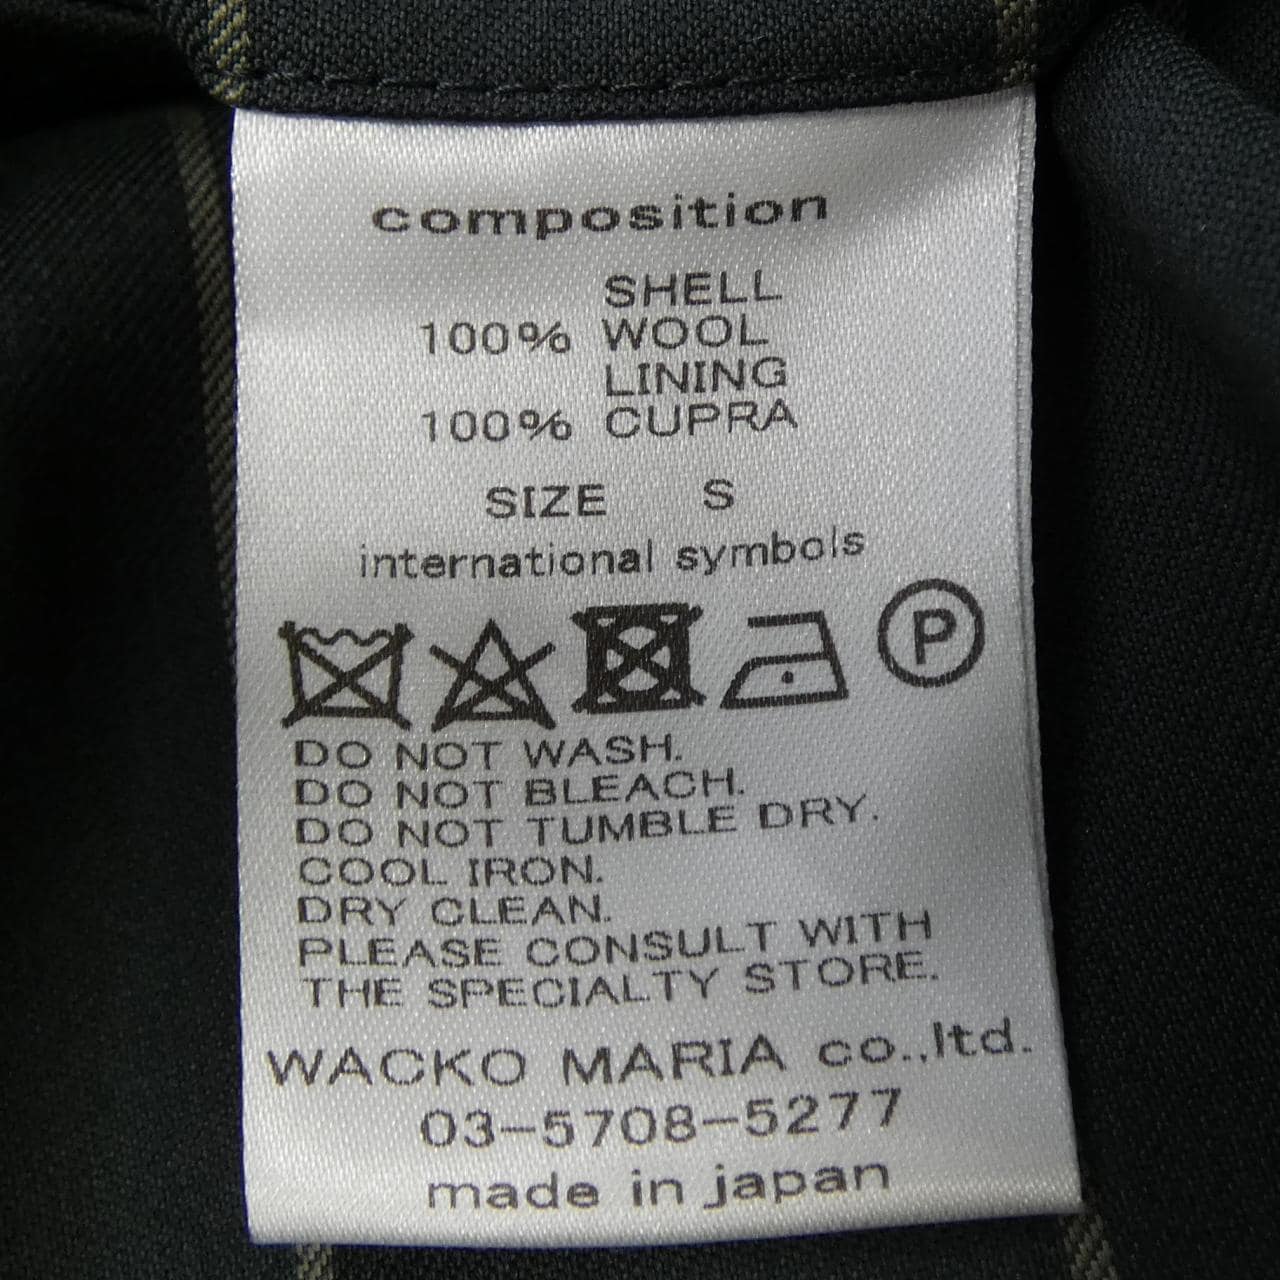 composition
SHELL
100% WOOL
LINING
100% CUPRA
SIZE S
international symbols
P
DO NOT WASH.
DO NOT BLEACH.
DO NOT TUMBLE DRY.
COOL IRON.
DRY CLEAN.
PLEASE CONSULT WITH
THE SPECIALTY STORE.
WACKO MARIA co.,ltd.
03-5708-5277
made in japan